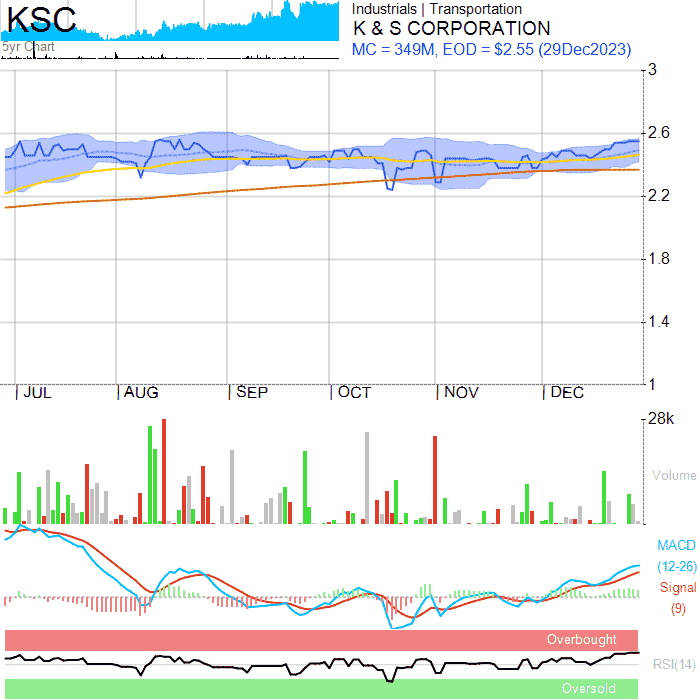 KSC
5yr Chart
Industrials | Transportation
K & S CORPORATION
MC = 349M, EOD = $2.55 (29Dec2023)
3
2.6
2.2
1.8
1.4
1
| JUL | AUG | SEP | OCT | NOV | DEC
28k
Volume
MACD
(12-26)
Signal
(9)
Overbought
RSI(14)
Oversold